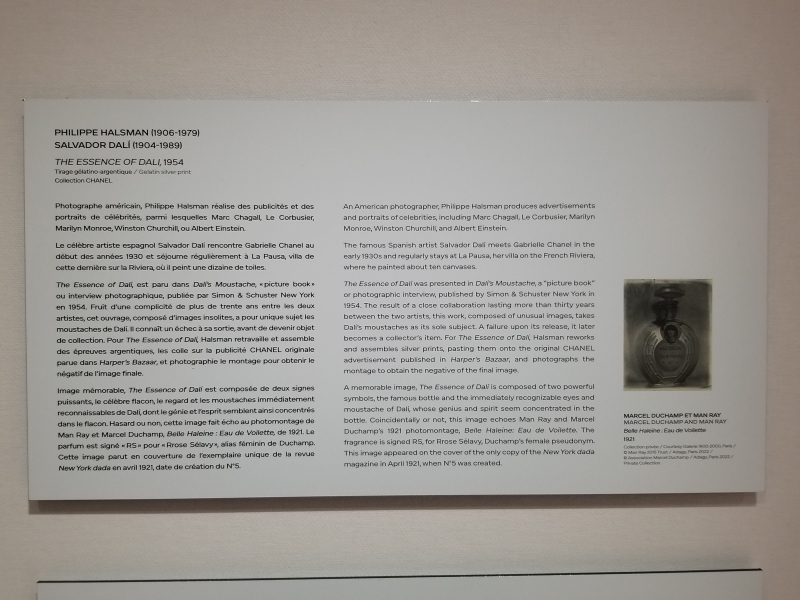 PHILIPPE HALSMAN (1906-1979)
SALVADOR DALÍ (1904-1989)
THE ESSENCE OF DALI, 1954
Tirage gélatino-argentique / Gelatin silver print
Collection CHANEL
Photographe américain, Philippe Halsman réalise des publicités et des
portraits de célébrités, parmi lesquelles Marc Chagall, Le Corbusier,
Marilyn Monroe, Winston Churchill, ou Albert Einstein.
Le célèbre artiste espagnol Salvador Dalí rencontre Gabrielle Chanel au
début des années 1930 et séjourne régulièrement à La Pausa, villa de
cette dernière sur la Riviera, où il peint une dizaine de toiles.
The Essence of Dali, est paru dans Dali's Moustache, « picture book »
ou interview photographique, publiée par Simon & Schuster New York
en 1954. Fruit d'une complicité de plus de trente ans entre les deux
artistes, cet ouvrage, composé d'images insolites, a pour unique sujet les
moustaches de Dalí. Il connaît un échec à sa sortie, avant de devenir objet
de collection. Pour The Essence of Dali, Halsman retravaille et assemble
des épreuves argentiques, les colle sur la publicité CHANEL originale
parue dans Harper's Bazaar, et photographie le montage pour obtenir le
négatif de l'image finale.
Image mémorable, The Essence of Dali est composée de deux signes
puissants, le célèbre flacon, le regard et les moustaches immédiatement
reconnaissables de Dalí, dont le génie et l'esprit semblent ainsi concentrés
dans le flacon. Hasard ou non, cette image fait écho au photomontage de
Man Ray et Marcel Duchamp, Belle Haleine : Eau de Voilette, de 1921. Le
parfum est signé « RS » pour « Rrose Sélavy », alias féminin de Duchamp.
Cette image parut en couverture de l'exemplaire unique de la revue
New York dada en avril 1921, date de création du N°5.
An American photographer, Philippe Halsman produces advertisements
and portraits of celebrities, including Marc Chagall, Le Corbusier, Marilyn
Monroe, Winston Churchill, and Albert Einstein.
The famous Spanish artist Salvador Dalí meets Gabrielle Chanel in the
early 1930s and regularly stays at La Pausa, her villa on the French Riviera,
where he painted about ten canvases.
The Essence of Dali was presented in Dali's Moustache, a "picture book"
or photographic interview, published by Simon & Schuster New York in
1954. The result of a close collaboration lasting more than thirty years
between the two artists, this work, composed of unusual images, takes
Dalí's moustaches as its sole subject. A failure upon its release, it later
becomes a collector's item. For The Essence of Dali, Halsman reworks
and assembles silver prints, pasting them onto the original CHANEL
advertisement published in Harper's Bazaar, and photographs the
montage to obtain the negative of the final image.
A memorable image, The Essence of Dali is composed of two powerful
symbols, the famous bottle and the immediately recognizable eyes and
moustache of Dalí, whose genius and spirit seem concentrated in the
bottle. Coincidentally or not, this image echoes Man Ray and Marcel
Duchamp's 1921 photomontage, Belle Haleine: Eau de Voilette. The
fragrance is signed RS, for Rrose Sélavy, Duchamp's female pseudonym.
This image appeared on the cover of the only copy of the New York dada
magazine in April 1921, when N°5 was created.
MARCEL DUCHAMP ET MAN RAY
MARCEL DUCHAMP AND MAN RAY
Belle Haleine : Eau de Voilette
1921
Private Collection